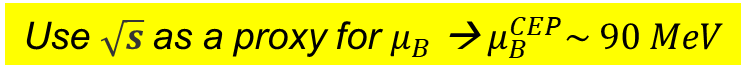 Use √s as a proxy for μ_B → μ_B^{CEP} ~ 90 MeV